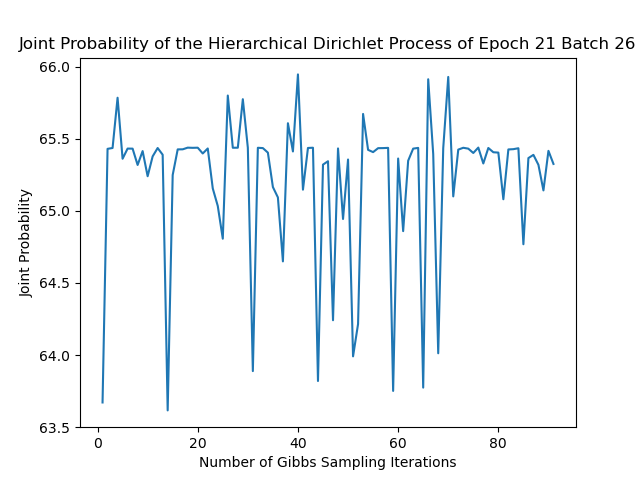 Joint Probability of the Hierarchical Dirichlet Process of Epoch 21 Batch 26
66.0
65.5
65.0
64.5
64.0
63.5
Joint Probability
0 20 40 60 80
Number of Gibbs Sampling Iterations